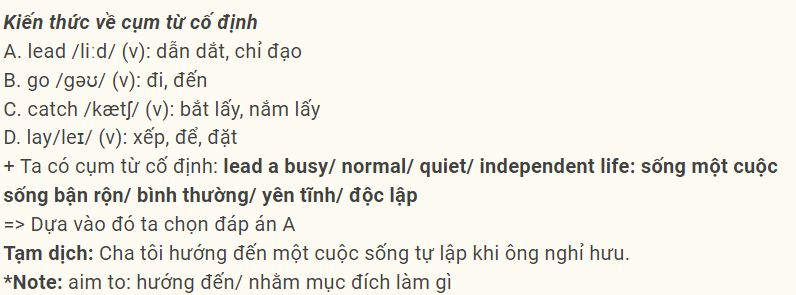 Kiến thức về cụm từ cố định
A. lead /liːd/ (v): dẫn dắt, chỉ đạo
B. go /ɡəʊ/ (v): đi, đến
C. catch /kætʃ/ (v): bắt lấy, nắm lấy
D. lay/leɪ/ (v): xếp, để, đặt
+ Ta có cụm từ cố định: lead a busy/ normal/ quiet/ independent life: sống một cuộc
sống bận rộn/ bình thường/ yên tĩnh/ độc lập
=> Dựa vào đó ta chọn đáp án A
Tạm dịch: Cha tôi hướng đến một cuộc sống tự lập khi ông nghỉ hưu.
*Note: aim to: hướng đến/ nhằm mục đích làm gì